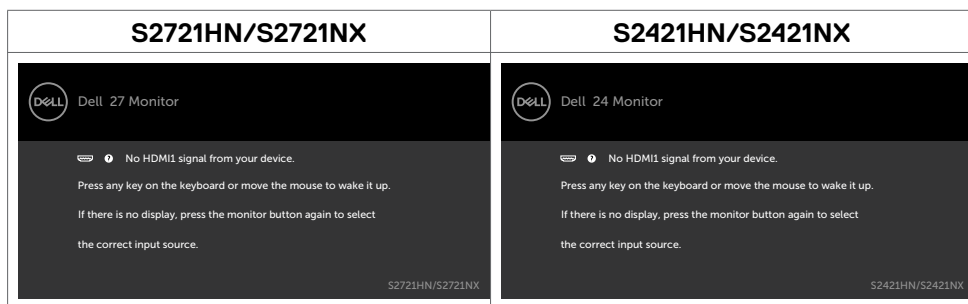 S2721HN/S2721NX
DELL
Dell 27 Monitor
No HDMI1 signal from your device.
Press any key on the keyboard or move the mouse to wake it up.
If there is no display, press the monitor button again to select
the correct input source.
S2721HN/S2721NX
S2421HN/S2421NX
DELL
Dell 24 Monitor
No HDMI1 signal from your device.
Press any key on the keyboard or move the mouse to wake it up.
If there is no display, press the monitor button again to select
the correct input source.
S2421HN/S2421NX